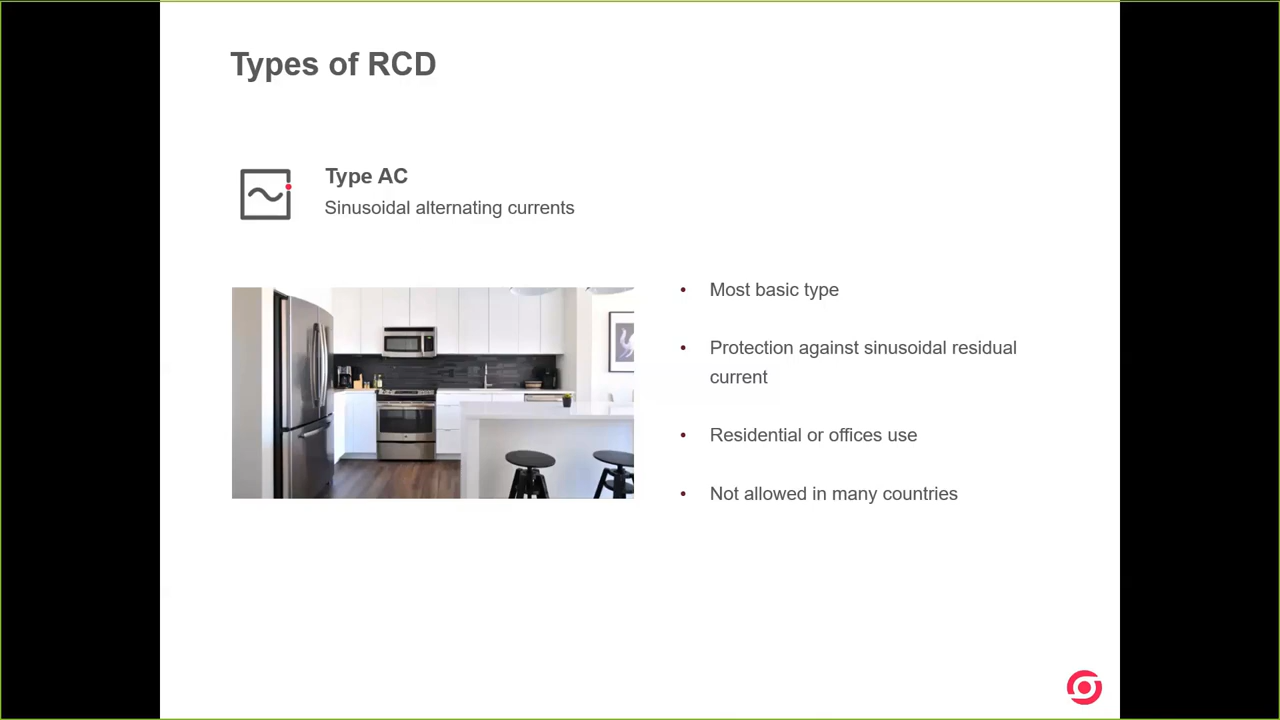 Types of RCD
Type AC
Sinusoidal alternating currents
• Most basic type
• Protection against sinusoidal residual
current
• Residential or offices use
• Not allowed in many countries